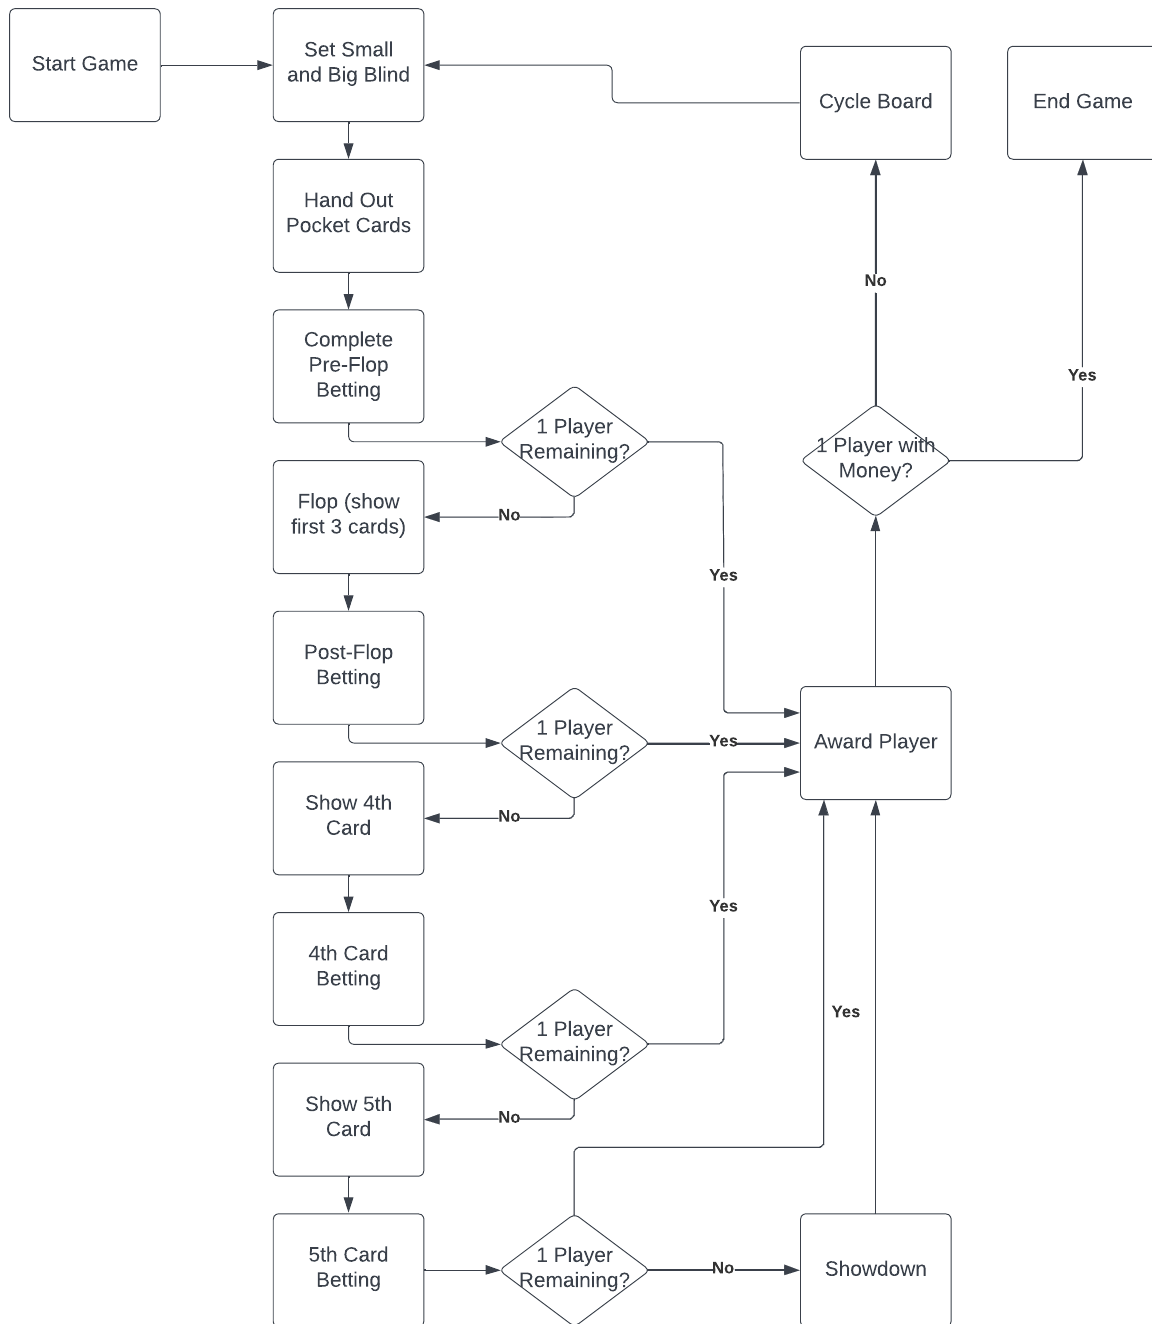 Start Game
Set Small
and Big Blind
Cycle Board
End Game
Hand Out
Pocket Cards
No
Complete
Pre-Flop
Betting
Yes
1 Player
Remaining?
1 Player with
Money?
Flop (show
first 3 cards)
No
Yes
Post-Flop
Betting
1 Player
Remaining?
Yes
Award Player
Show 4th
Card
No
Yes
4th Card
Betting
Yes
1 Player
Remaining?
Show 5th
Card
No
5th Card
Betting
1 Player
Remaining?
No
Showdown